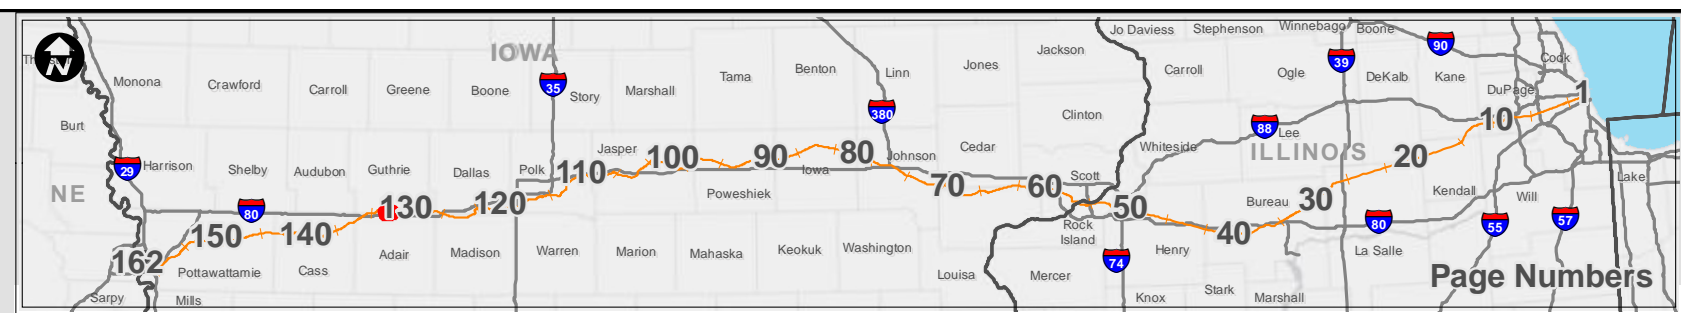 N
IOWA
ILLINOIS
NE
Monona
Crawford
Carroll
Greene
Boone
35
Story
Marshall
Tama
Benton
Linn
380
Jones
Jackson
Clinton
Jo Daviess
Stephenson
Winnebago
Boone
Carroll
Ogle
39
DeKalb
90
Kane
Cook
DuPage
1
10
88
Lee
Whiteside
20
Burt
29
Harrison
Shelby
Audubon
Guthrie
Dallas
Polk
110
Jasper
100
90
80
Iowa
Johnson
Cedar
Poweshiek
70
60
Scott
50
Rock
Island
Bureau
30
Kendall
Will
Lake
80
130
120
150
140
162
Pottawattamie
Cass
Adair
Madison
Warren
Marion
Mahaska
Keokuk
Washington
Louisa
Mercer
74
Henry
40
80
La Salle
55
57
Sarpy
Mills
Knox
Stark
Marshall
Page Numbers